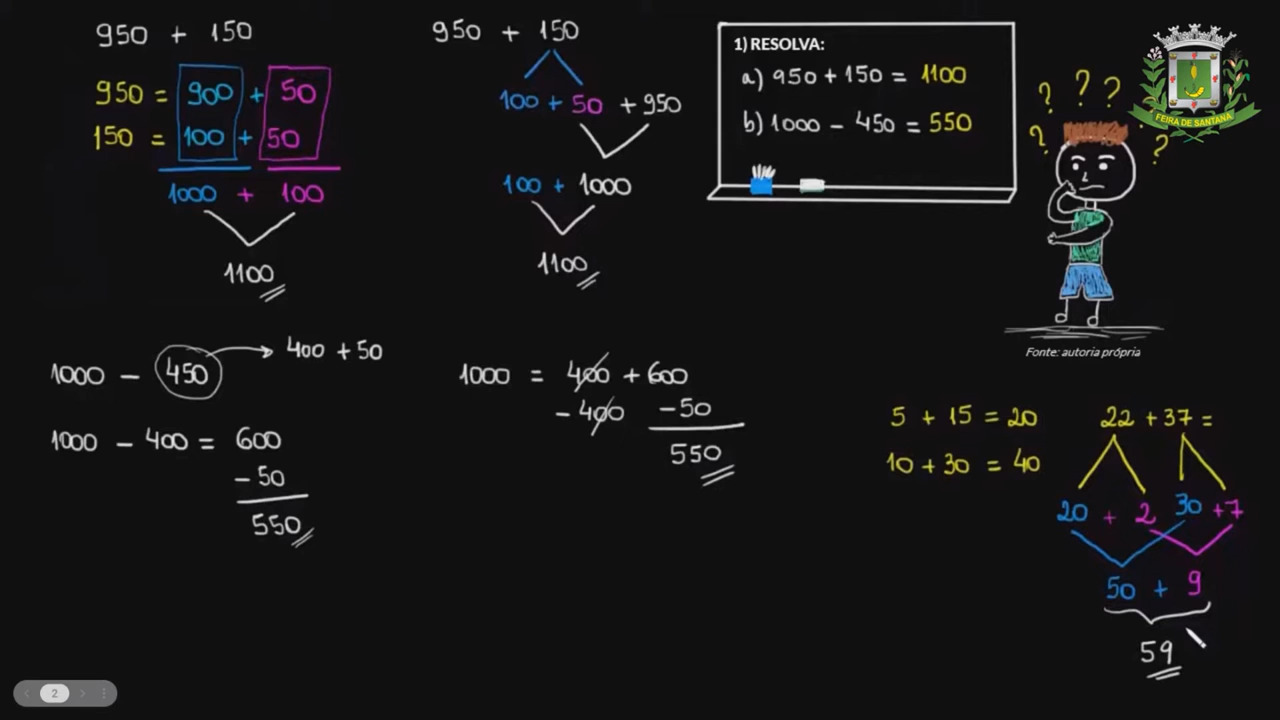 950 + 150
950 = 900 + 50
150 = 100 + 50
1000 + 100
1100
950 + 150
100 + 50 + 950
100 + 1000
1100
1) RESOLVA:
a) 950 + 150 = 1100
b) 1000 - 450 = 550
? ? ? ? ?
FEIRA DE SANTANA
Fonte: autoria própria
1000 - 450 → 400 + 50
1000 - 400 = 600
- 50
550
1000 = 400 + 600
- 400 - 50
550
5 + 15 = 20
10 + 30 = 40
22 + 37 =
20 + 2 30 + 7
50 + 9
59
2